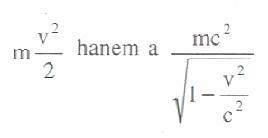 m v²/2 hanem a mc²/√(1 − v²/c²)